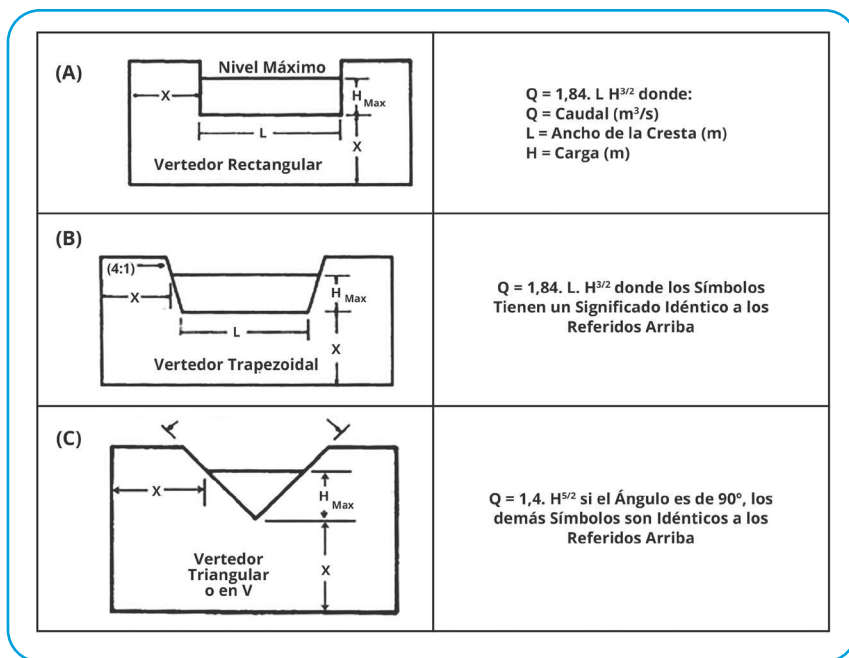 (A)
Nivel Máximo
X
H Max
L
X
Vertedor Rectangular
Q = 1,84. L H³/² donde:
Q = Caudal (m³/s)
L = Ancho de la Cresta (m)
H = Carga (m)
(B)
(4:1)
X
H Max
L
X
Vertedor Trapezoidal
Q = 1,84. L. H³/² donde los Símbolos
Tienen un Significado Idéntico a los
Referidos Arriba
(C)
X
H Max
X
Vertedor
Triangular
o en V
Q = 1,4. H⁵/² si el Ángulo es de 90º, los
demás Símbolos son Idénticos a los
Referidos Arriba